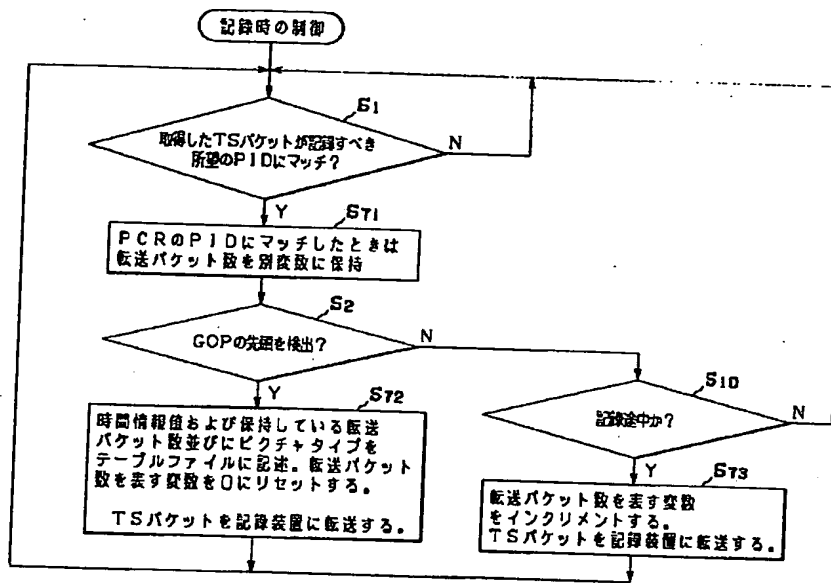 記録時の制御
S1
取得したTSパケットが記録すべき
所望のPIDにマッチ?
N
Y
S71
PCRのPIDにマッチしたときは
転送パケット数を別変数に保持
S2
GOPの先頭を検出?
N
Y
S72
時間情報値および保持している転送
パケット数並びにピクチャタイプを
テーブルファイルに記述。転送パケット
数を表す変数を0にリセットする。
TSパケットを記録装置に転送する。
S10
記録途中か?
N
Y
S73
転送パケット数を表す変数
をインクリメントする。
TSパケットを記録装置に転送する。